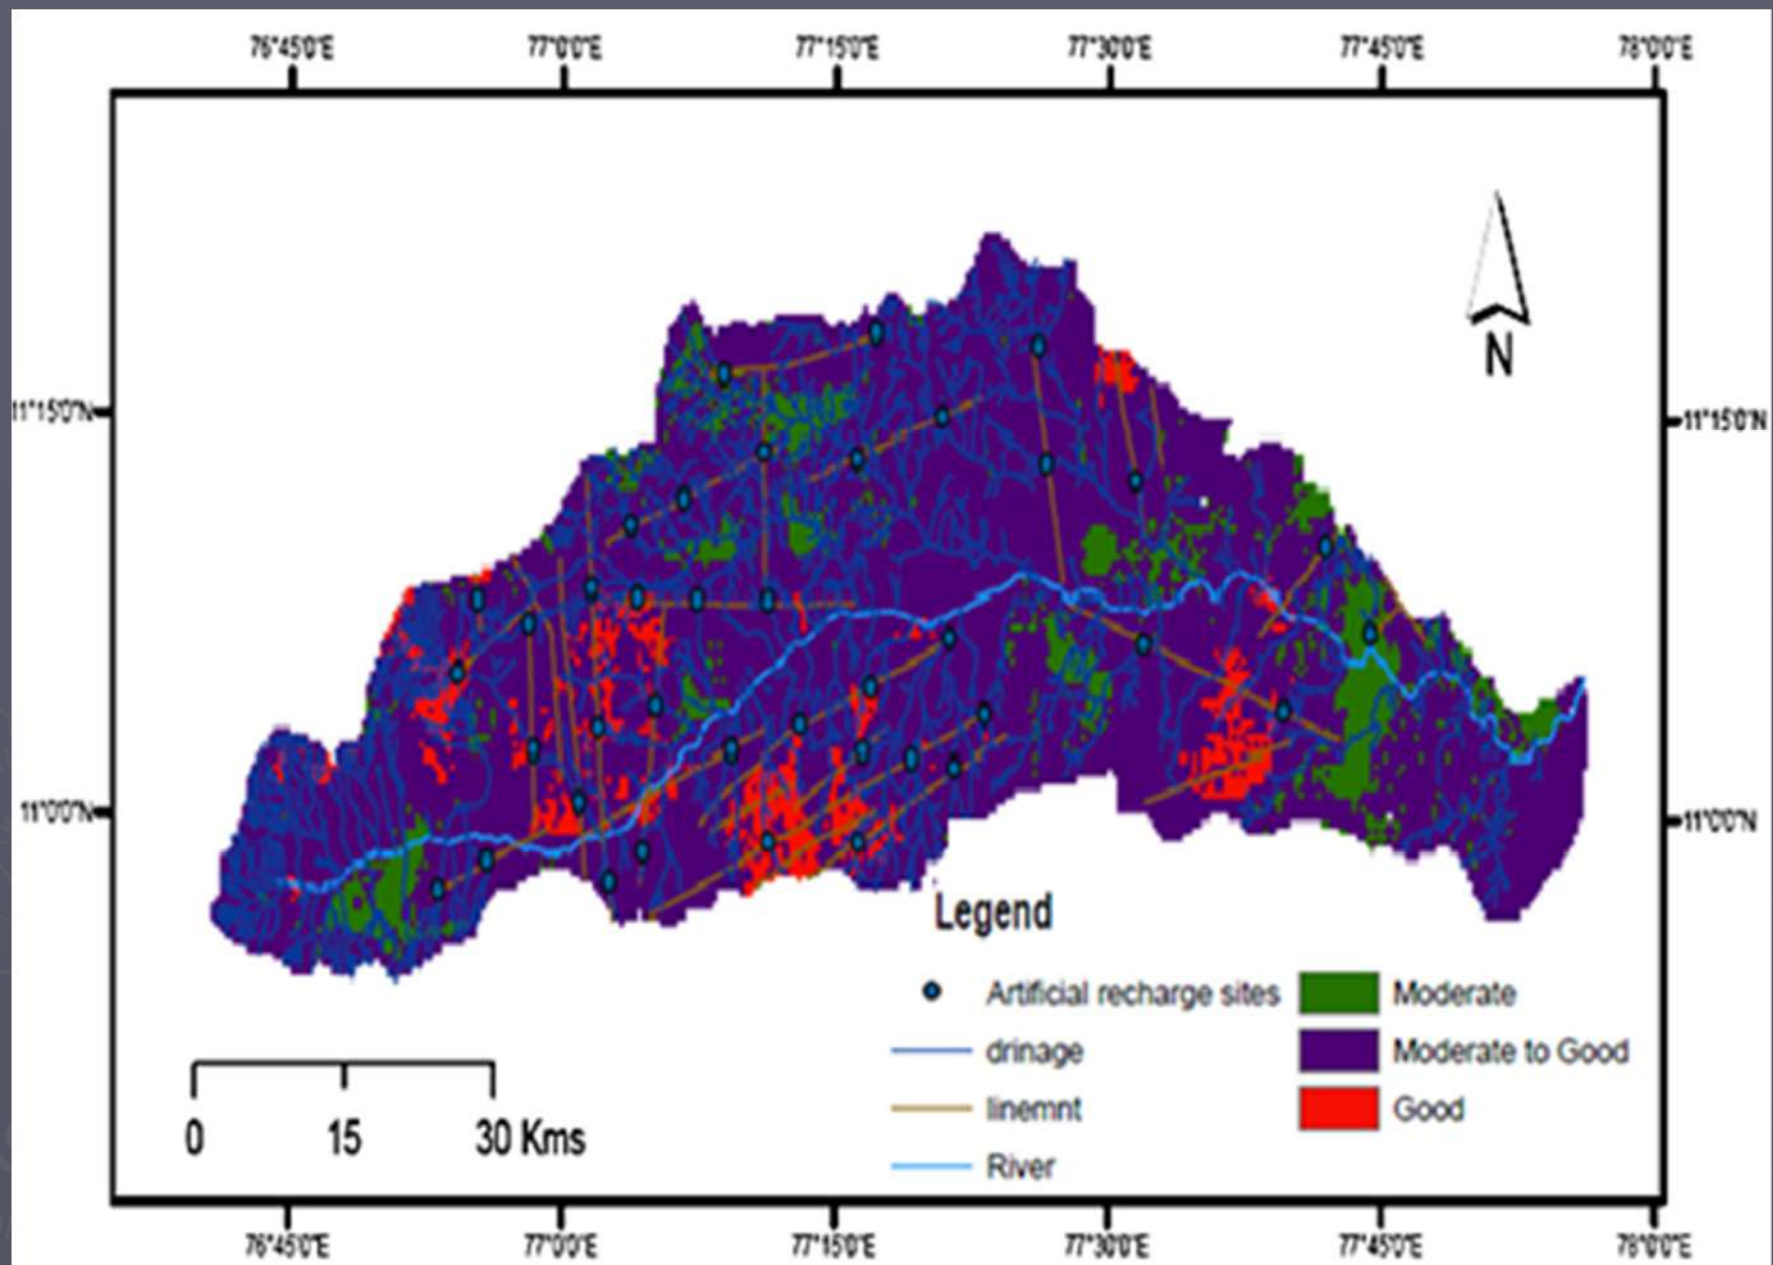 76°45'0"E 77°0'0"E 77°15'0"E 77°30'0"E 77°45'0"E 78°0'0"E
11°15'0"N 11°15'0"N
N
11°0'0"N 11°0'0"N
Legend
Artificial recharge sites
drinage
linemnt
River
Moderate
Moderate to Good
Good
0 15 30 Kms
76°45'0"E 77°0'0"E 77°15'0"E 77°30'0"E 77°45'0"E 78°0'0"E